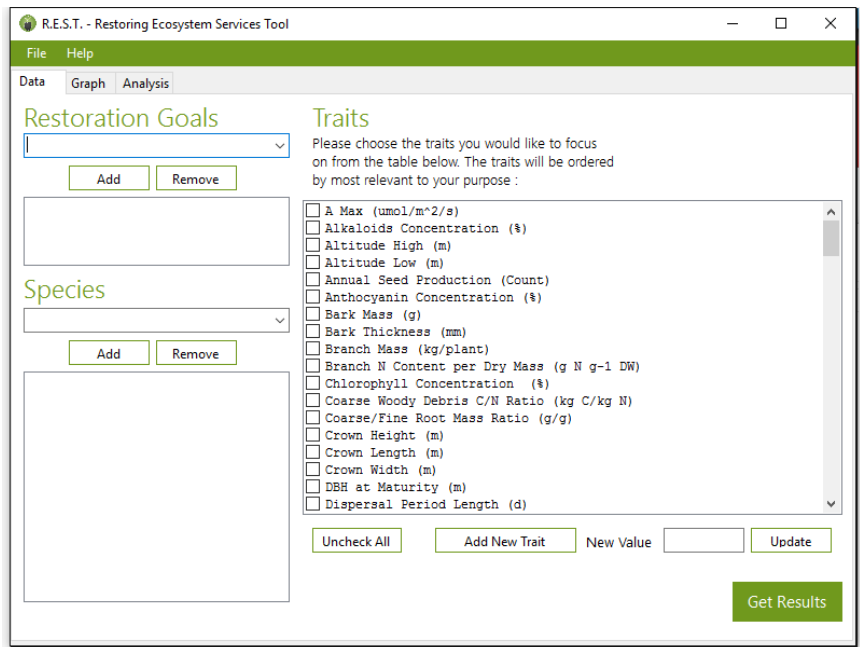 R.E.S.T. - Restoring Ecosystem Services Tool
File Help
Data Graph Analysis
Restoration Goals
Add Remove
Species
Add Remove
Traits
Please choose the traits you would like to focus
on from the table below. The traits will be ordered
by most relevant to your purpose :
A Max (umol/m^2/s)
Alkaloids Concentration (%)
Altitude High (m)
Altitude Low (m)
Annual Seed Production (Count)
Anthocyanin Concentration (%)
Bark Mass (g)
Bark Thickness (mm)
Branch Mass (kg/plant)
Branch N Content per Dry Mass (g N g-1 DW)
Chlorophyll Concentration (%)
Coarse Woody Debris C/N Ratio (kg C/kg N)
Coarse/Fine Root Mass Ratio (g/g)
Crown Height (m)
Crown Length (m)
Crown Width (m)
DBH at Maturity (m)
Dispersal Period Length (d)
Uncheck All Add New Trait New Value Update
Get Results